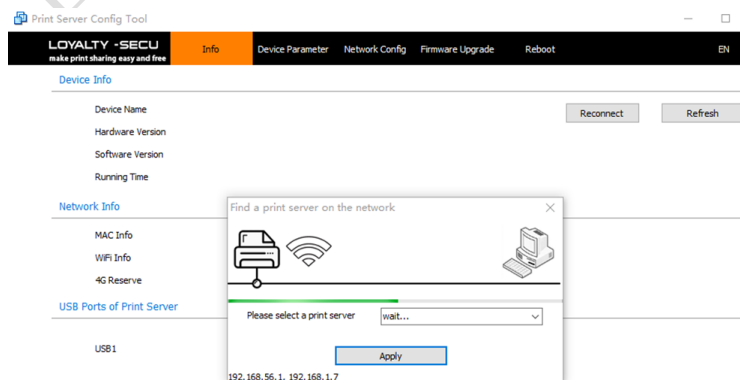 Print Server Config Tool
LOYALTY -SECU
make print sharing easy and free
Info
Device Parameter
Network Config
Firmware Upgrade
Reboot
EN
Device Info
Device Name
Reconnect
Refresh
Hardware Version
Software Version
Running Time
Network Info
Find a print server on the network
MAC Info
WiFi Info
4G Reserve
USB Ports of Print Server
Please select a print server
wait...
USB1
Apply
192.168.56.1, 192.168.1.7